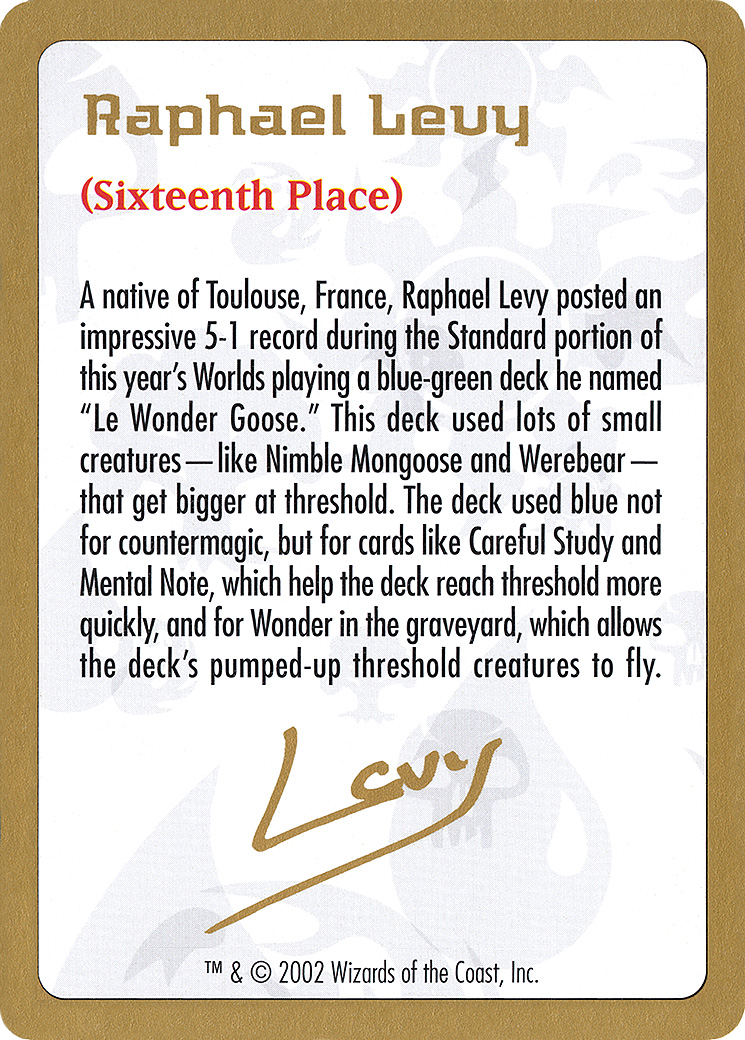 Raphael Levy
(Sixteenth Place)
A native of Toulouse, France, Raphael Levy posted an
impressive 5-1 record during the Standard portion of
this year's Worlds playing a blue-green deck he named
“Le Wonder Goose.” This deck used lots of small
creatures—like Nimble Mongoose and Werebear—
that get bigger at threshold. The deck used blue not
for countermagic, but for cards like Careful Study and
Mental Note, which help the deck reach threshold more
quickly, and for Wonder in the graveyard, which allows
the deck's pumped-up threshold creatures to fly.
Levy
™ & © 2002 Wizards of the Coast, Inc.